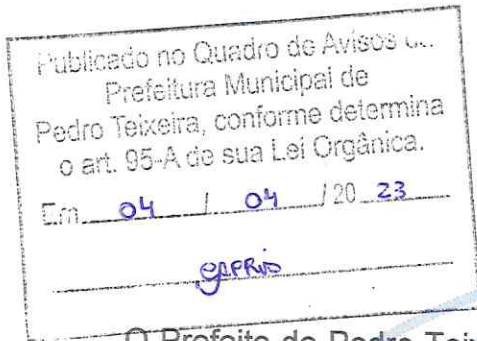 Publicado no Quadro de Avisos
Prefeitura Municipal de
Pedro Teixeira, conforme determina
o art. 95-A de sua Lei Orgânica.
Em 04 / 04 / 20 23
O Prefeito de Pedro Teix